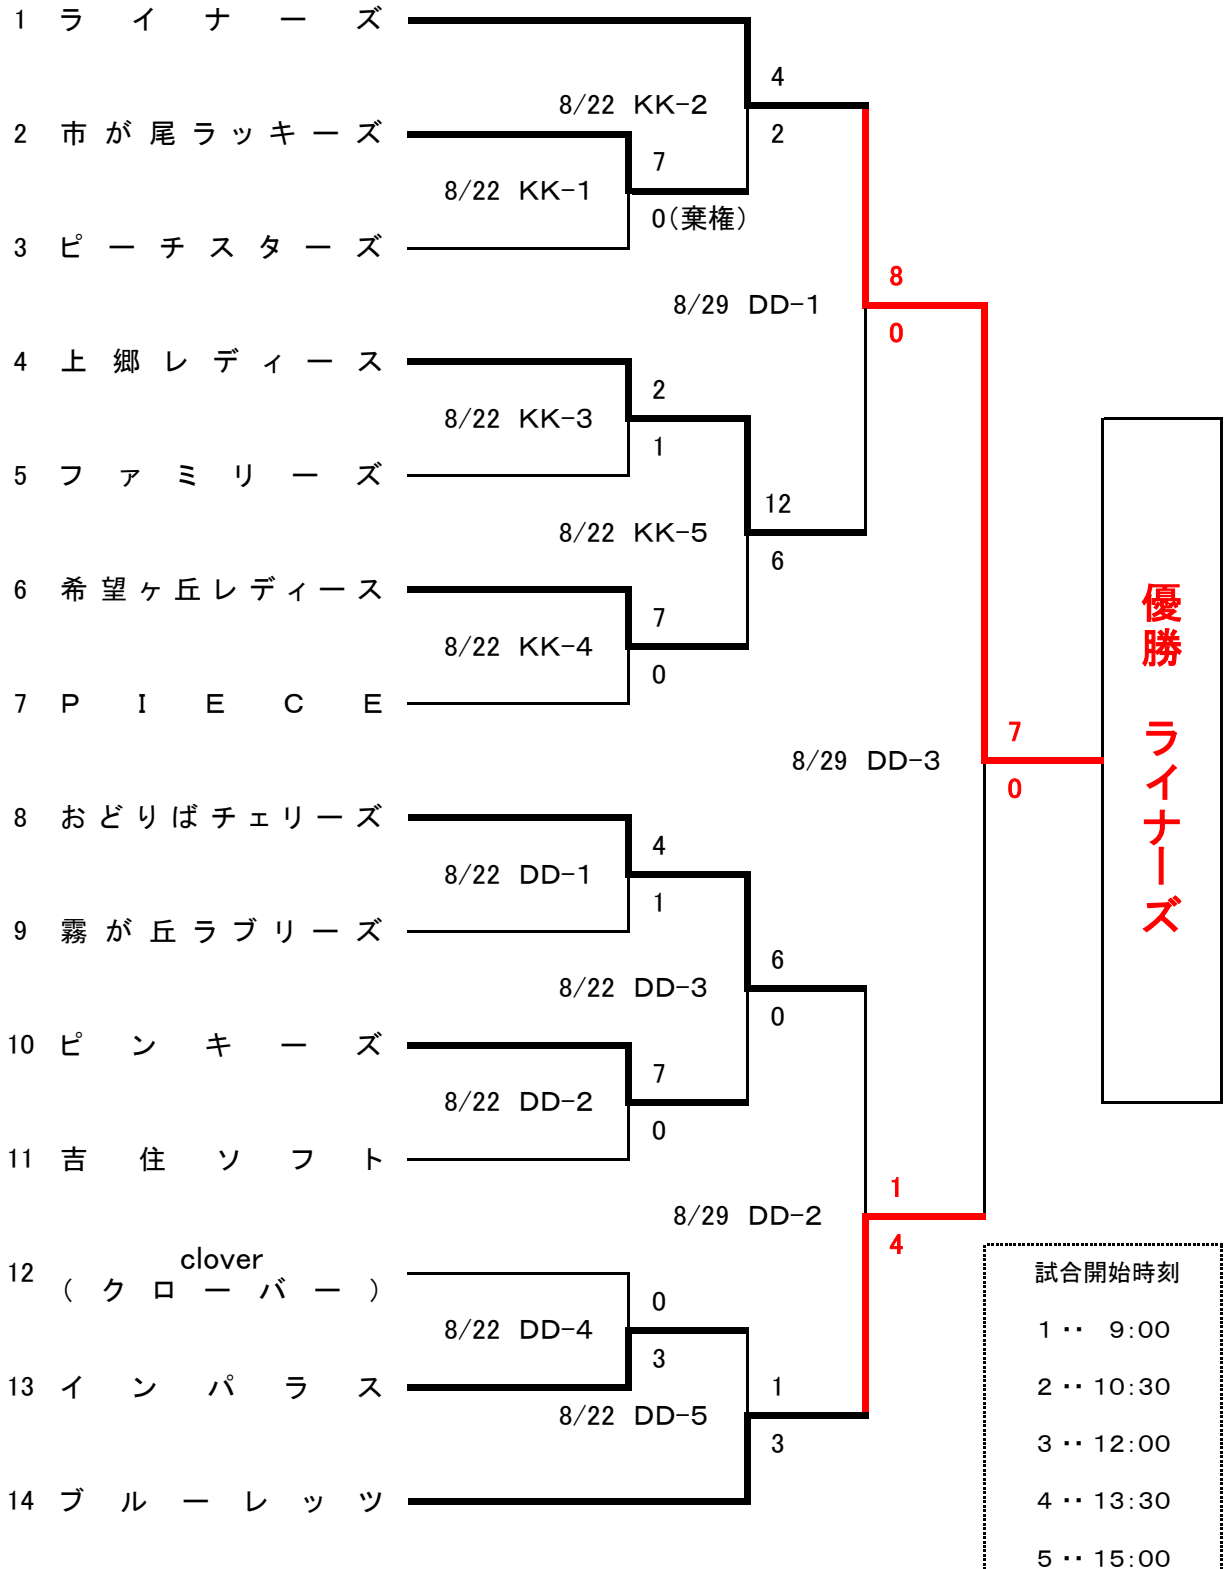 1 ライナーズ
4
8/22 KK-2
2 市が尾ラッキーズ
2
7
8/22 KK-1
0(棄権)
3 ピーチスターズ
8
8/29 DD-1
0
4 上郷レディース
2
8/22 KK-3
1
5 ファミリーズ
12
8/22 KK-5
6
6 希望ヶ丘レディース
7
8/22 KK-4
0
7 PIECE
7
8/29 DD-3
0
優勝 ライナーズ
8 おどりばチェリーズ
4
8/22 DD-1
1
9 霧が丘ラブリーズ
6
8/22 DD-3
0
10 ピンキーズ
7
8/22 DD-2
0
11 吉住ソフト
1
8/29 DD-2
4
12 clover
(クローバー)
0
8/22 DD-4
3
13 インパラス
1
8/22 DD-5
3
14 ブルーレッツ
試合開始時刻
1‥ 9:00
2‥10:30
3‥12:00
4‥13:30
5‥15:00